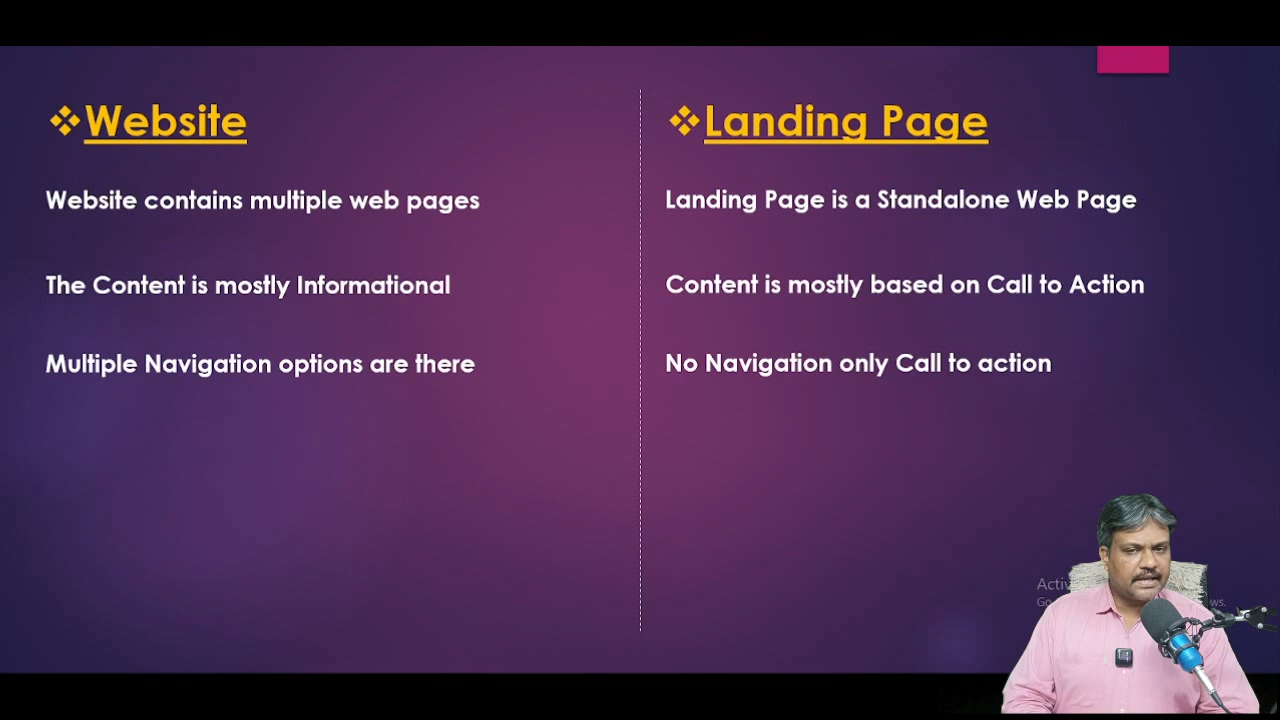 ❖Website
Website contains multiple web pages
The Content is mostly Informational
Multiple Navigation options are there
❖Landing Page
Landing Page is a Standalone Web Page
Content is mostly based on Call to Action
No Navigation only Call to action